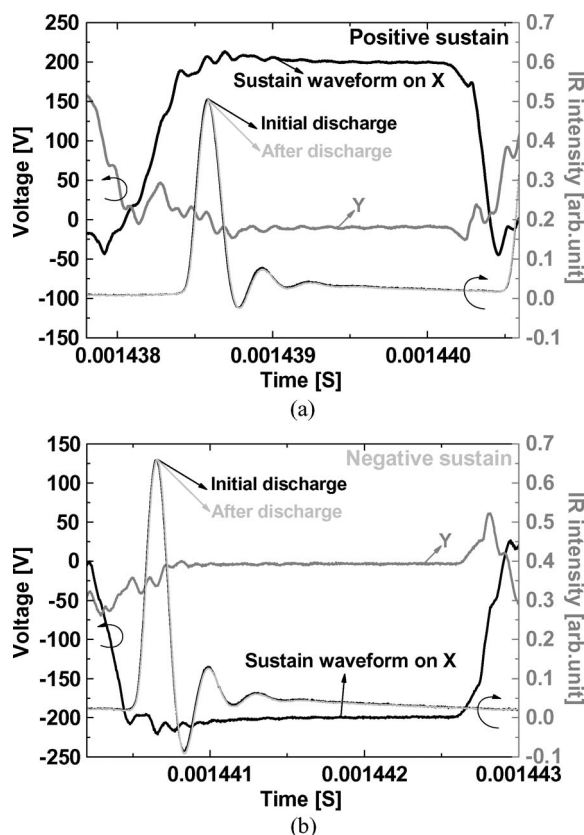 Positive sustain
Sustain waveform on X
Initial discharge
After discharge
Y
250
200
150
100
50
0
-50
-100
-150
Voltage [V]
0.7
0.6
0.5
0.4
0.3
0.2
0.1
0.0
-0.1
IR intensity [arb.unit]
0.001438
0.001439
0.001440
Time [S]
(a)
Negative sustain
Initial discharge
After discharge
Y
Sustain waveform on X
150
100
50
0
-50
-100
-150
-200
-250
Voltage [V]
0.7
0.6
0.5
0.4
0.3
0.2
0.1
0.0
-0.1
IR intensity [arb.unit]
0.001441
0.001442
0.001443
Time [S]
(b)